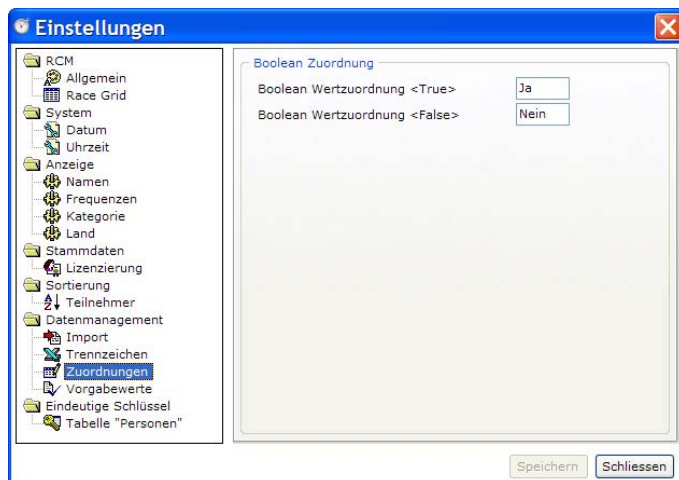 Einstellungen
RCM
Allgemein
Race Grid
System
Datum
Uhrzeit
Anzeige
Namen
Frequenzen
Kategorie
Land
Stammdaten
Lizenzierung
Sortierung
Teilnehmer
Datenmanagement
Import
Trennzeichen
Zuordnungen
Vorgabewerte
Eindeutige Schlüssel
Tabelle "Personen"
Boolean Zuordnung
Boolean Wertzuordnung <True> Ja
Boolean Wertzuordnung <False> Nein
Speichern Schliessen